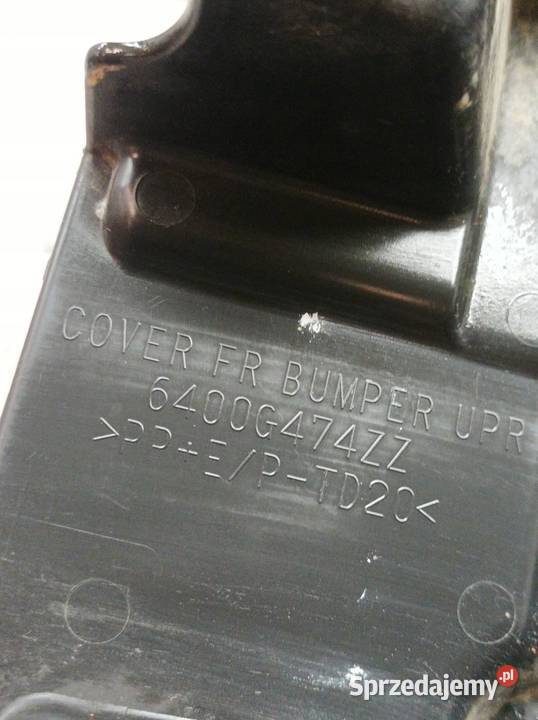 COVER FR BUMPER UPR
6400G474ZZ
>PP+E/P-TD20<
Sprzedajemy.pl